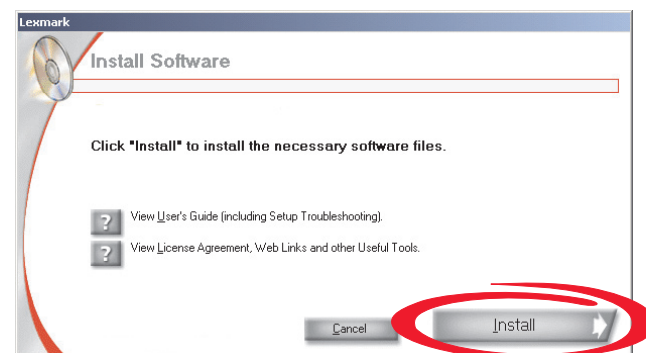 Lexmark
Install Software
Click "Install" to install the necessary software files.
? View User's Guide (including Setup Troubleshooting).
? View License Agreement, Web Links and other Useful Tools.
Cancel
Install